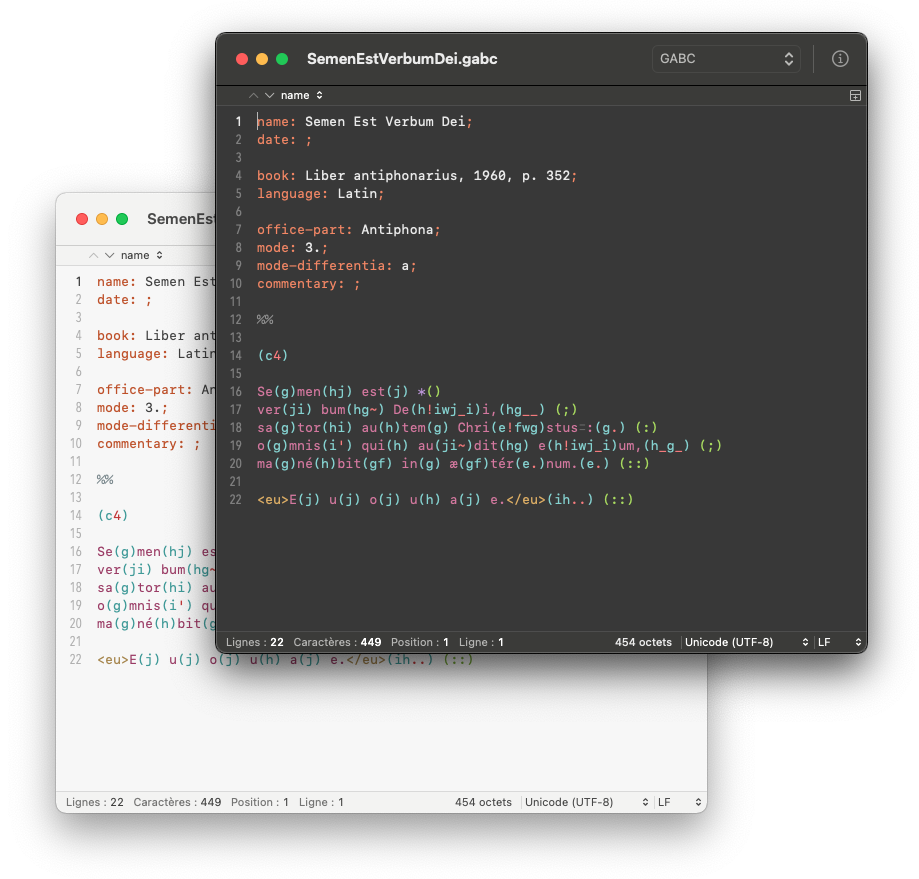 SemenEstVerbumDei.gabc
GABC
name
1 name: Semen Est Verbum Dei;
2 date: ;
3
4 book: Liber antiphonarius, 1960, p. 352;
5 language: Latin;
6
7 office-part: Antiphona;
8 mode: 3.;
9 mode-differentia: a;
10 commentary: ;
11
12 %%
13
14 (c4)
15
16 Se(g)men(hj) est(j) *()
17 ver(ji) bum(hg~) De(h!iwj_i)i,(hg__) (;)
18 sa(g)tor(hi) au(h)tem(g) Chri(e!fwg)stus::(g.) (:)
19 o(g)mnis(i') qui(h) au(ji~)dit(hg) e(h!iwj_i)um,(h_g_) (;)
20 ma(g)né(h)bit(gf) in(g) æ(gf)tér(e.)num.(e.) (::)
21
22 <eu>E(j) u(j) o(j) u(h) a(j) e.</eu>(ih..) (::)
Lignes : 22 Caractères : 449 Position : 1 Ligne : 1 454 octets Unicode (UTF-8) LF
SemenEst
name
1 name: Semen Est
2 date: ;
3
4 book: Liber ant
5 language: Latin
6
7 office-part: An
8 mode: 3.;
9 mode-differenti
10 commentary: ;
11
12 %%
13
14 (c4)
15
16 Se(g)men(hj) es
17 ver(ji) bum(hg~
18 sa(g)tor(hi) au
19 o(g)mnis(i') qu
20 ma(g)né(h)bit(g
21
22 <eu>E(j) u(j) o(j) u(h) a(j) e.</eu>(ih..) (::)
Lignes : 22 Caractères : 449 Position : 1 Ligne : 1 454 octets Unicode (UTF-8) LF